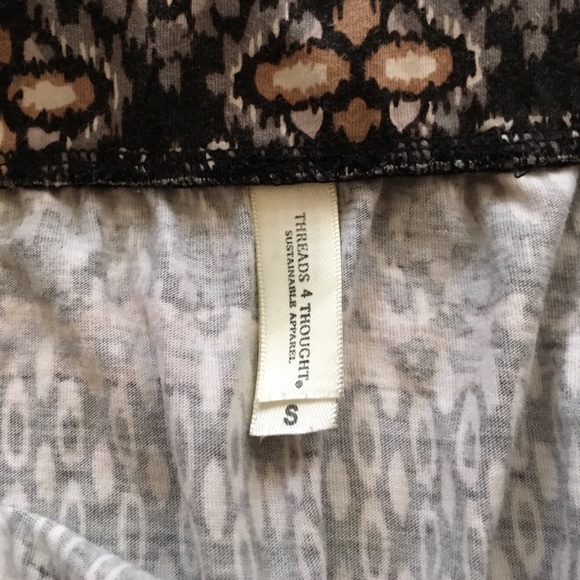 THREADS 4 THOUGHT®
SUSTAINABLE APPAREL
S